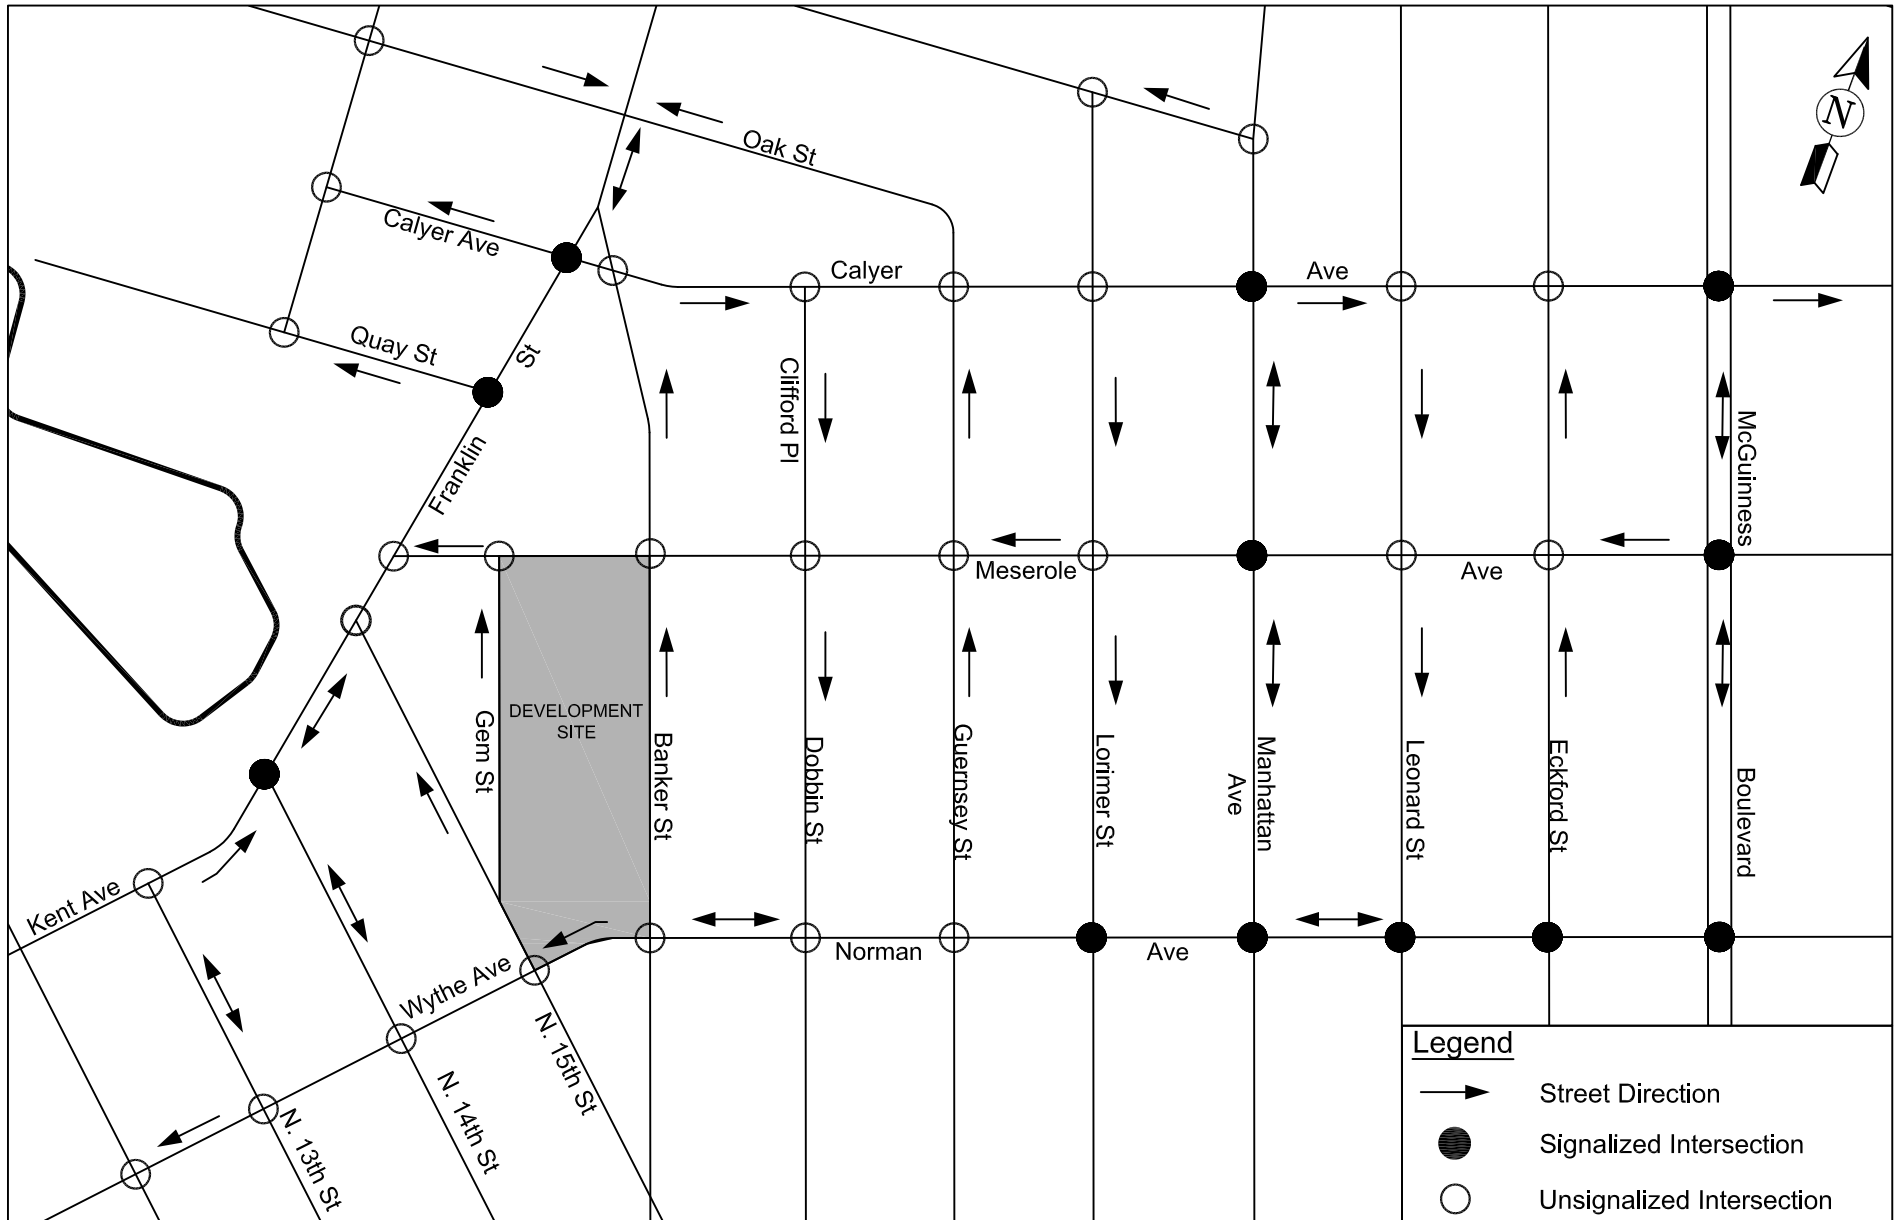 Oak St
N
Calyer Ave
Calyer
Ave
Quay St
St
Franklin
Clifford Pl
McGuinness
Meserole
Ave
DEVELOPMENT
SITE
Gem St
Banker St
Dobbin St
Guernsey St
Lorimer St
Manhattan
Ave
Leonard St
Eckford St
Boulevard
Kent Ave
Wythe Ave
Norman
Ave
N. 15th St
N. 14th St
N. 13th St
Legend
Street Direction
Signalized Intersection
Unsignalized Intersection